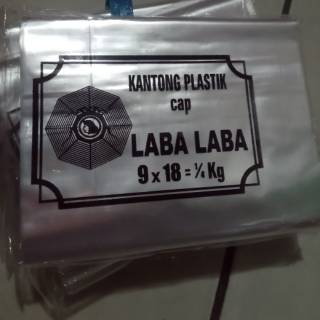 KANTONG PLASTIK
cap
LABA LABA
9 x 18 = ¼ Kg